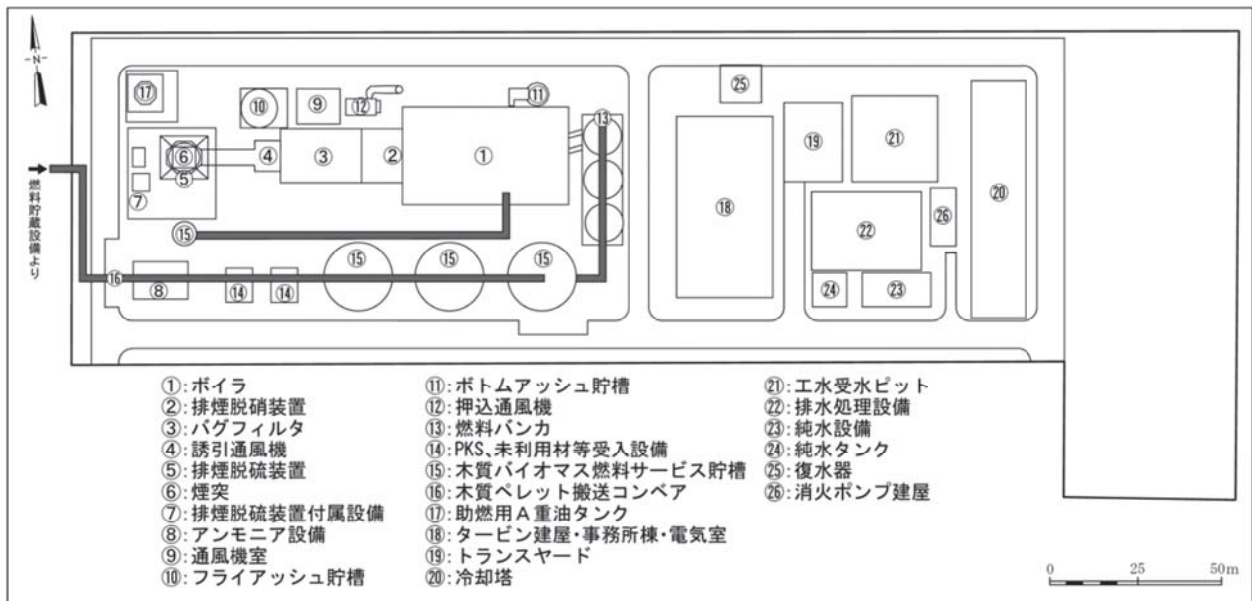 N
⑰
⑩
⑨
⑫
⑪
⑬
㉕
⑲
㉑
⑥
⑤
④
③
②
①
⑳
⑦
⑱
㉖
㉒
燃料貯蔵設備より
⑮
⑮
⑮
⑮
⑯
⑧
⑭
⑭
㉔
㉓
①:ボイラ
②:排煙脱硝装置
③:バグフィルタ
④:誘引通風機
⑤:排煙脱硫装置
⑥:煙突
⑦:排煙脱硫装置付属設備
⑧:アンモニア設備
⑨:通風機室
⑩:フライアッシュ貯槽
⑪:ボトムアッシュ貯槽
⑫:押込通風機
⑬:燃料バンカ
⑭:PKS、未利用材等受入設備
⑮:木質バイオマス燃料サービス貯槽
⑯:木質ペレット搬送コンベア
⑰:助燃用A重油タンク
⑱:タービン建屋・事務所棟・電気室
⑲:トランスヤード
⑳:冷却塔
㉑:工水受水ピット
㉒:排水処理設備
㉓:純水設備
㉔:純水タンク
㉕:復水器
㉖:消火ポンプ建屋
0 25 50m